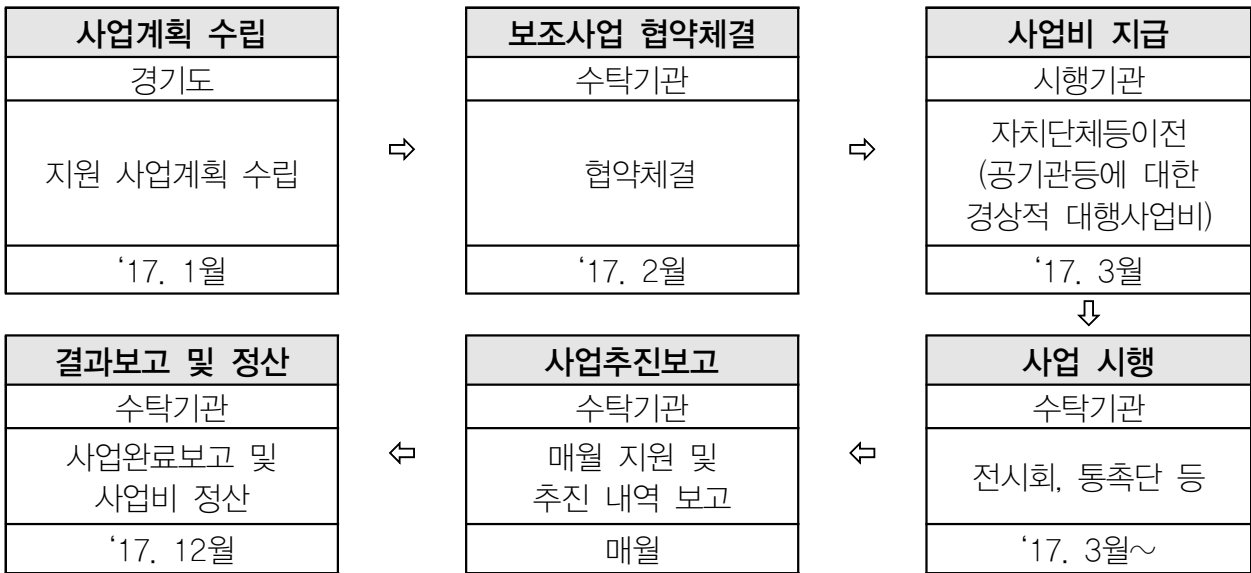 사업계획 수립
경기도
지원 사업계획 수립
‘17. 1월
⇨
보조사업 협약체결
수탁기관
협약체결
‘17. 2월
⇨
사업비 지급
시행기관
자치단체등이전
(공기관등에 대한
경상적 대행사업비)
‘17. 3월
⇩
사업 시행
수탁기관
전시회, 통촉단 등
‘17. 3월~
⇦
사업추진보고
수탁기관
매월 지원 및
추진 내역 보고
매월
⇦
결과보고 및 정산
수탁기관
사업완료보고 및
사업비 정산
‘17. 12월